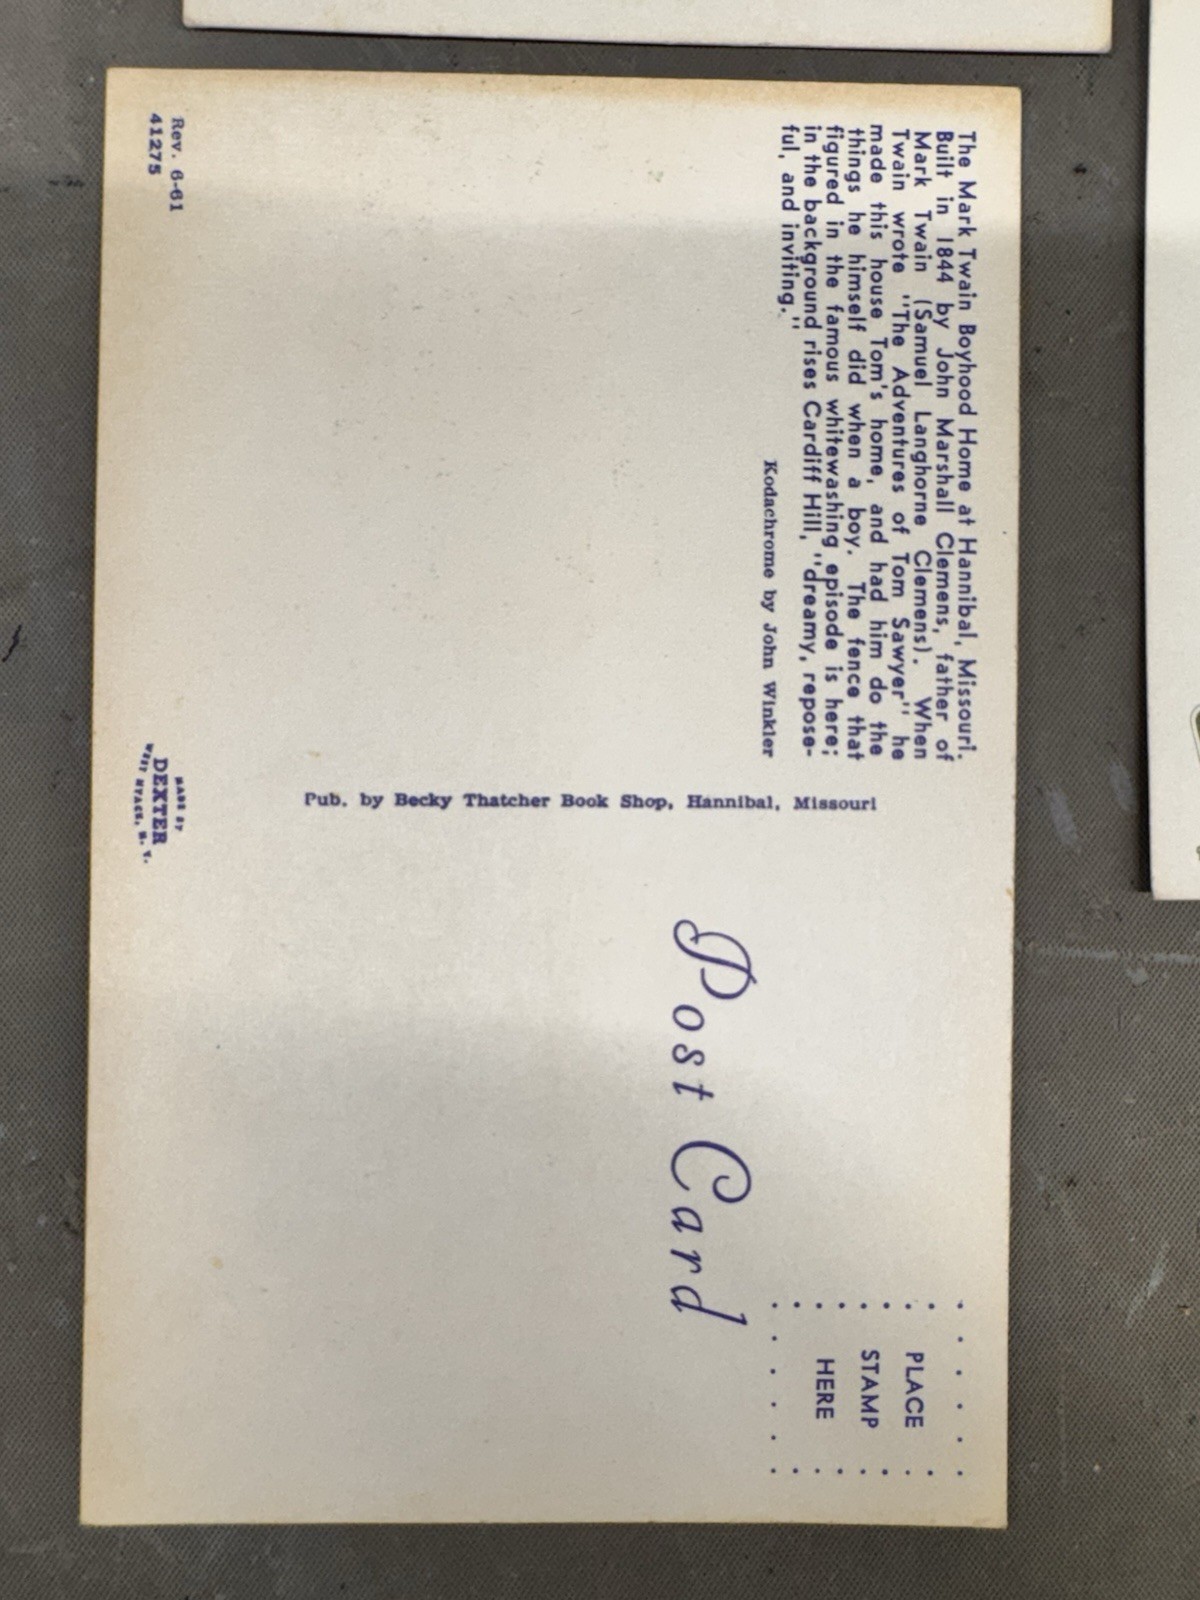 The Mark Twain Boyhood Home at Hannibal, Missouri.
Built in 1844 by John Marshall Clemens, father of
Mark Twain (Samuel Langhorne Clemens). When
Twain wrote "The Adventures of Tom Sawyer" he
made this house Tom's home, and had him do the
things he himself did when a boy. The fence that
figured in the famous whitewashing episode is here;
in the background rises Cardiff Hill, "dreamy, repose-
ful, and inviting."
Kodachrome by John Winkler
Rev. 6-61
41275
Pub. by Becky Thatcher Book Shop, Hannibal, Missouri
MADE BY
DEXTER
WEST NYACK, N. Y.
Post Card
PLACE
STAMP
HERE